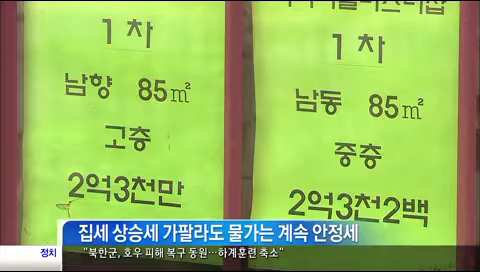 1차
남향 85㎡
고층
2억3천만
1차
남동 85㎡
중층
2억3천2백
집세 상승세 가팔라도 물가는 계속 안정세
정치 "북한군, 호우 피해 복구 동원…하계훈련 축소"